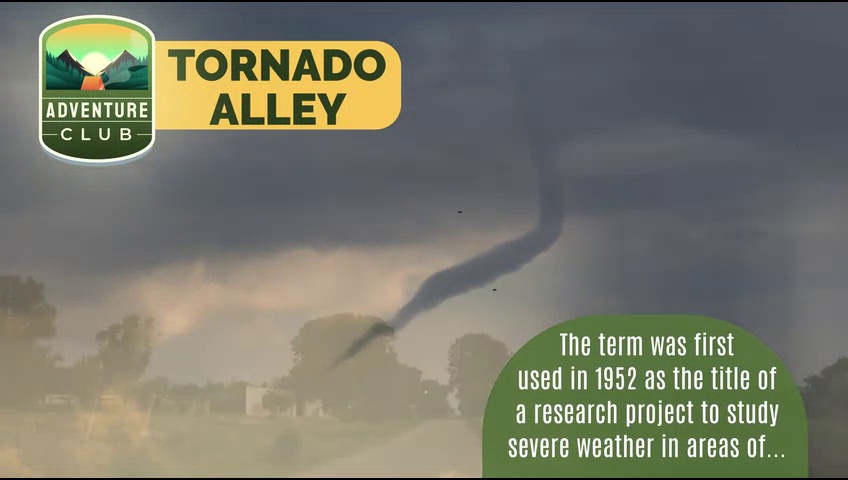 ADVENTURE
CLUB
TORNADO
ALLEY
The term was first
used in 1952 as the title of
a research project to study
severe weather in areas of...